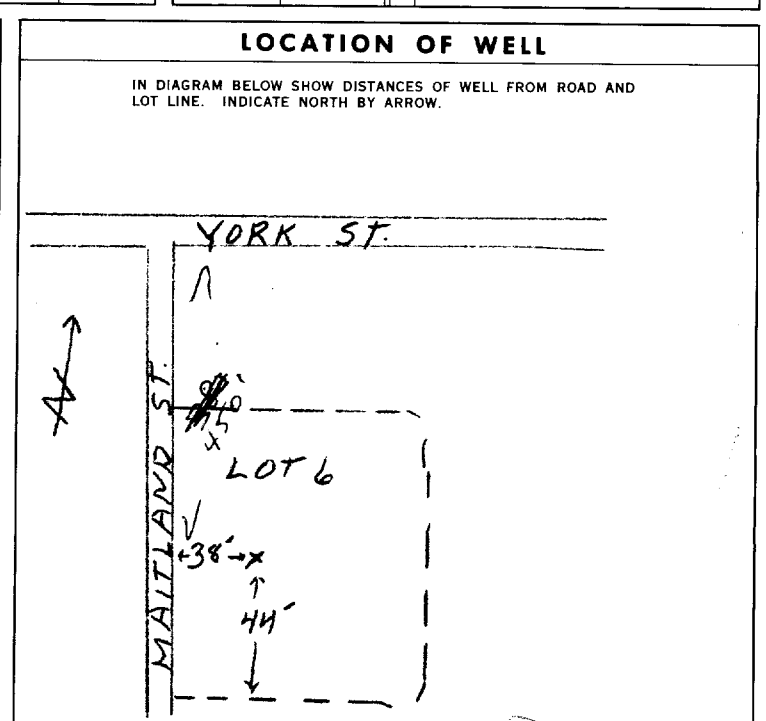 LOCATION OF WELL
IN DIAGRAM BELOW SHOW DISTANCES OF WELL FROM ROAD AND
LOT LINE. INDICATE NORTH BY ARROW.
YORK ST.
N
MAITLAND ST.
x
LOT 6
38' x
44'